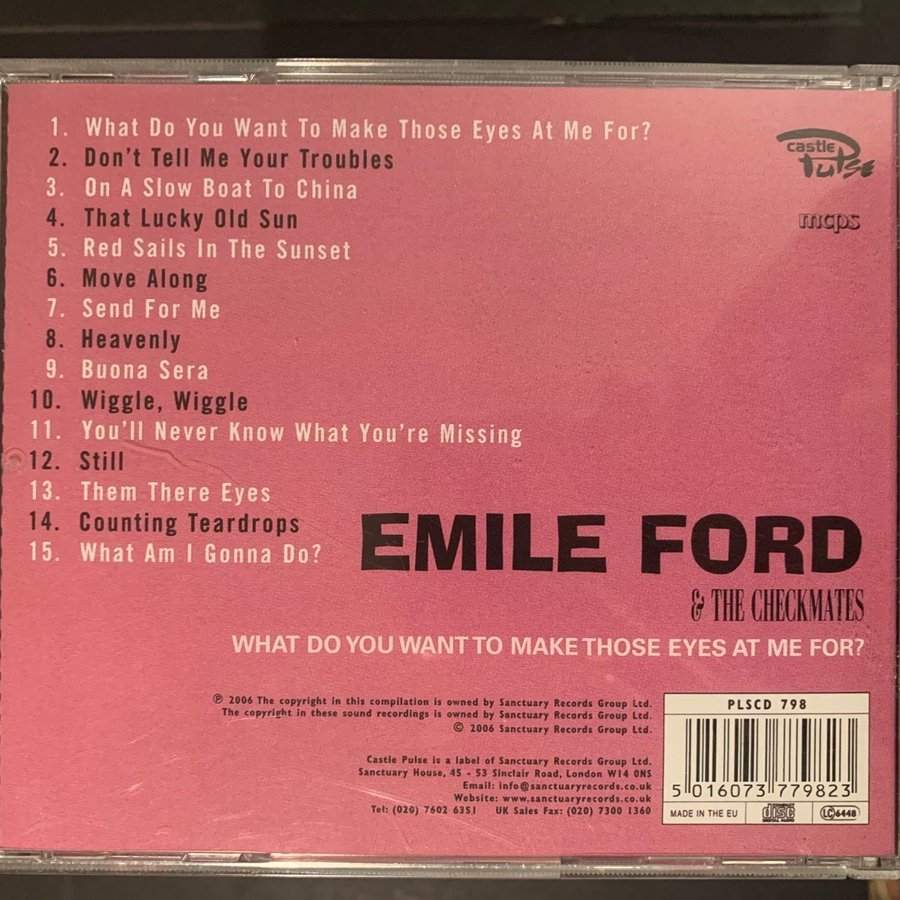 1. What Do You Want To Make Those Eyes At Me For?
2. Don't Tell Me Your Troubles
3. On A Slow Boat To China
4. That Lucky Old Sun
5. Red Sails In The Sunset
6. Move Along
7. Send For Me
8. Heavenly
9. Buona Sera
10. Wiggle, Wiggle
11. You'll Never Know What You're Missing
12. Still
13. Them There Eyes
14. Counting Teardrops
15. What Am I Gonna Do?
castle
Pulse
mcps
EMILE FORD
& THE CHECKMATES
WHAT DO YOU WANT TO MAKE THOSE EYES AT ME FOR?
℗ 2006 The copyright in this compilation is owned by Sanctuary Records Group Ltd.
The copyright in these sound recordings is owned by Sanctuary Records Group Ltd.
© 2006 Sanctuary Records Group Ltd.
Castle Pulse is a label of Sanctuary Records Group Ltd.
Sanctuary House, 45 - 53 Sinclair Road, London W14 0NS
Email: info@sanctuaryrecords.co.uk
Website: www.sanctuaryrecords.co.uk
Tel: (020) 7602 6351 UK Sales Fax: (020) 7300 1360
PLSCD 798
5 016073 779823
MADE IN THE EU
COMPACT
disc
DIGITAL AUDIO
LC 6448